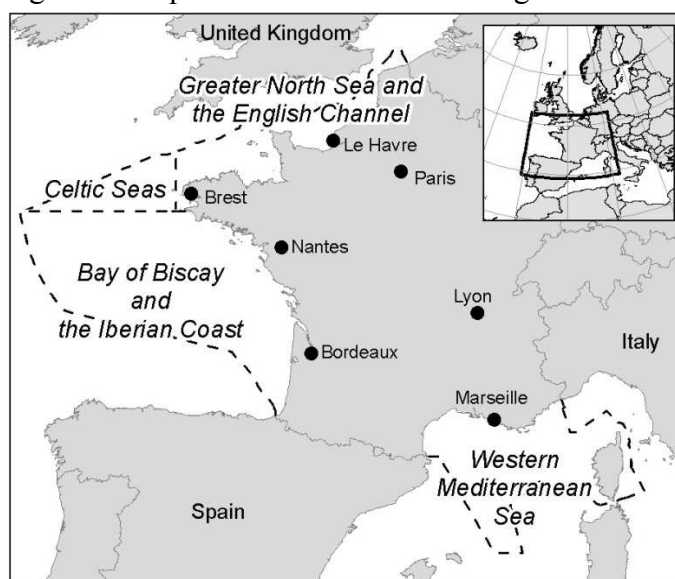 United Kingdom
Greater North Sea and
the English Channel
Le Havre
Paris
Celtic Seas
Brest
Nantes
Bay of Biscay
and
the Iberian Coast
Lyon
Italy
Bordeaux
Marseille
Western
Mediterranean
Sea
Spain